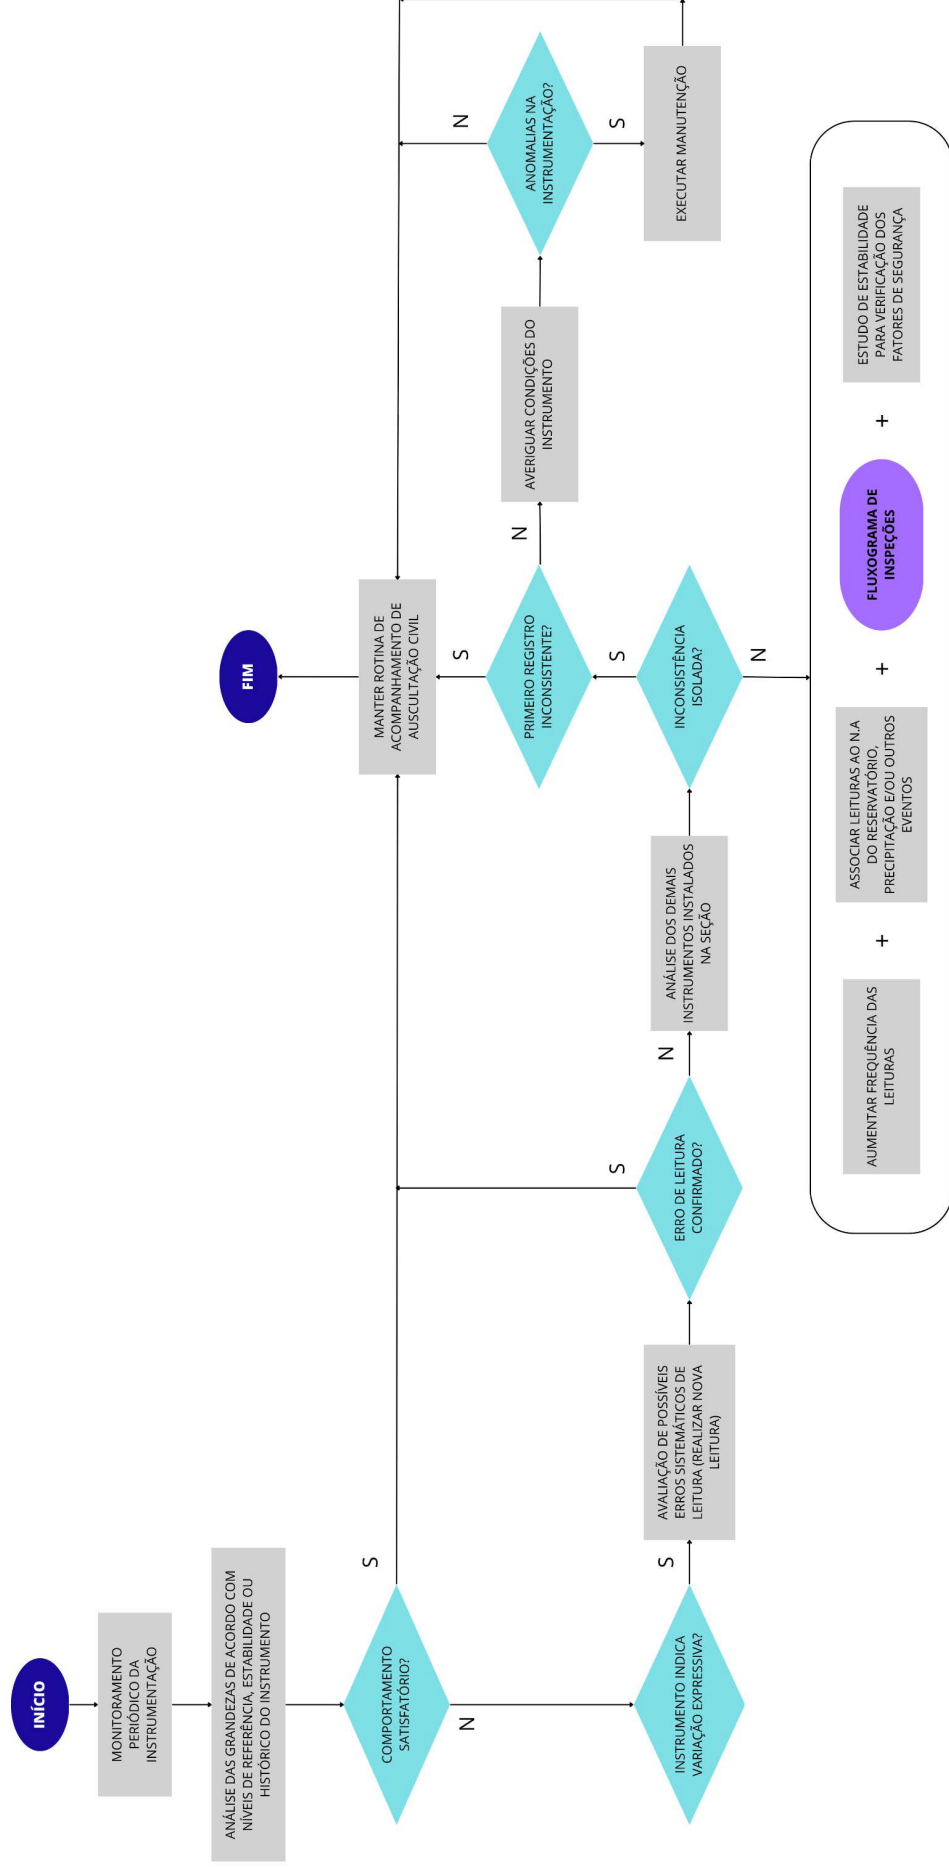 INÍCIO
MONITORAMENTO
PERIÓDICO DA
INSTRUMENTAÇÃO
ANÁLISE DAS GRANDEZAS DE ACORDO COM
NÍVEIS DE REFERÊNCIA, ESTABILIDADE OU
HISTÓRICO DO INSTRUMENTO
COMPORTAMENTO
SATISFATÓRIO?
S
N
INSTRUMENTO INDICA
VARIAÇÃO EXPRESSIVA?
S
AVALIAÇÃO DE POSSÍVEIS
ERROS SISTEMÁTICOS DE
LEITURA (REALIZAR NOVA
LEITURA)
ERRO DE LEITURA
CONFIRMADO?
S
N
ANÁLISE DOS DEMAIS
INSTRUMENTOS INSTALADOS
NA SEÇÃO
INCONSISTÊNCIA
ISOLADA?
S
N
PRIMEIRO REGISTRO
INCONSISTENTE?
S
N
MANTER ROTINA DE
ACOMPANHAMENTO DE
AUSCULTAÇÃO CIVIL
FIM
AVERIGUAR CONDIÇÕES DO
INSTRUMENTO
ANOMALIAS NA
INSTRUMENTAÇÃO?
N
S
EXECUTAR MANUTENÇÃO
AUMENTAR FREQUÊNCIA DAS
LEITURAS
+
ASSOCIAR LEITURAS AO N.A
DO RESERVATÓRIO,
PRECIPITAÇÃO E/OU OUTROS
EVENTOS
+
FLUXOGRAMA DE
INSPEÇÕES
+
ESTUDO DE ESTABILIDADE
PARA VERIFICAÇÃO DOS
FATORES DE SEGURANÇA